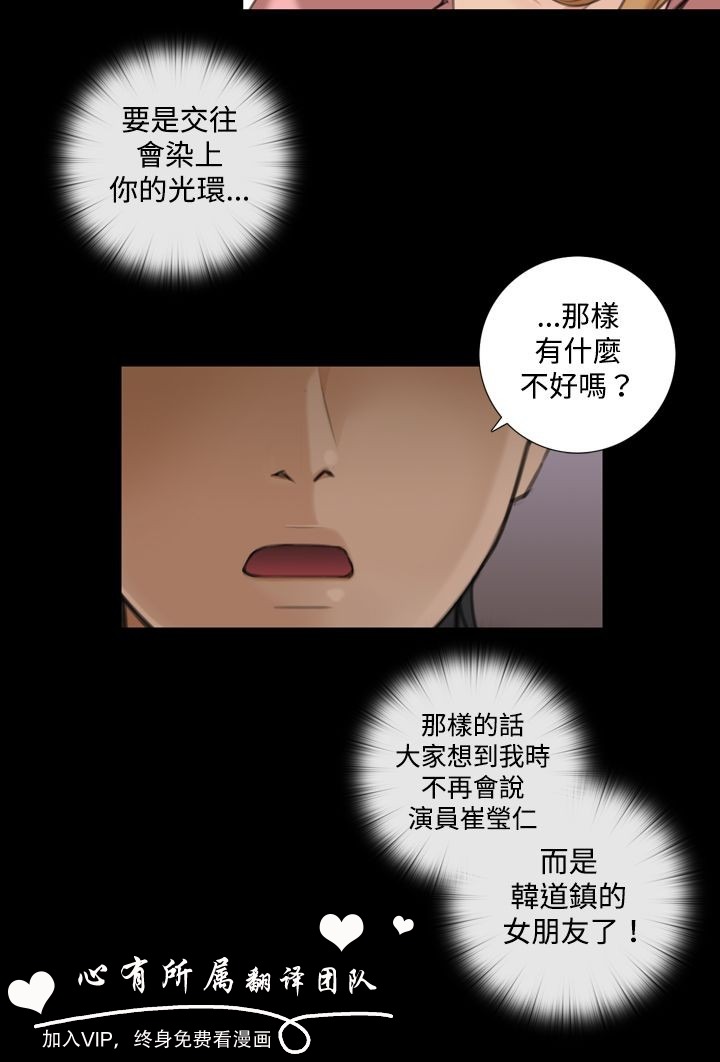 要是交往
會染上
你的光環...
...那樣
有什麼
不好嗎？
那樣的話
大家想到我時
不再會說
演員崔瑩仁
而是
韓道鎮的
女朋友了！
心有所属翻译团队
加入VIP，终身免费看漫画